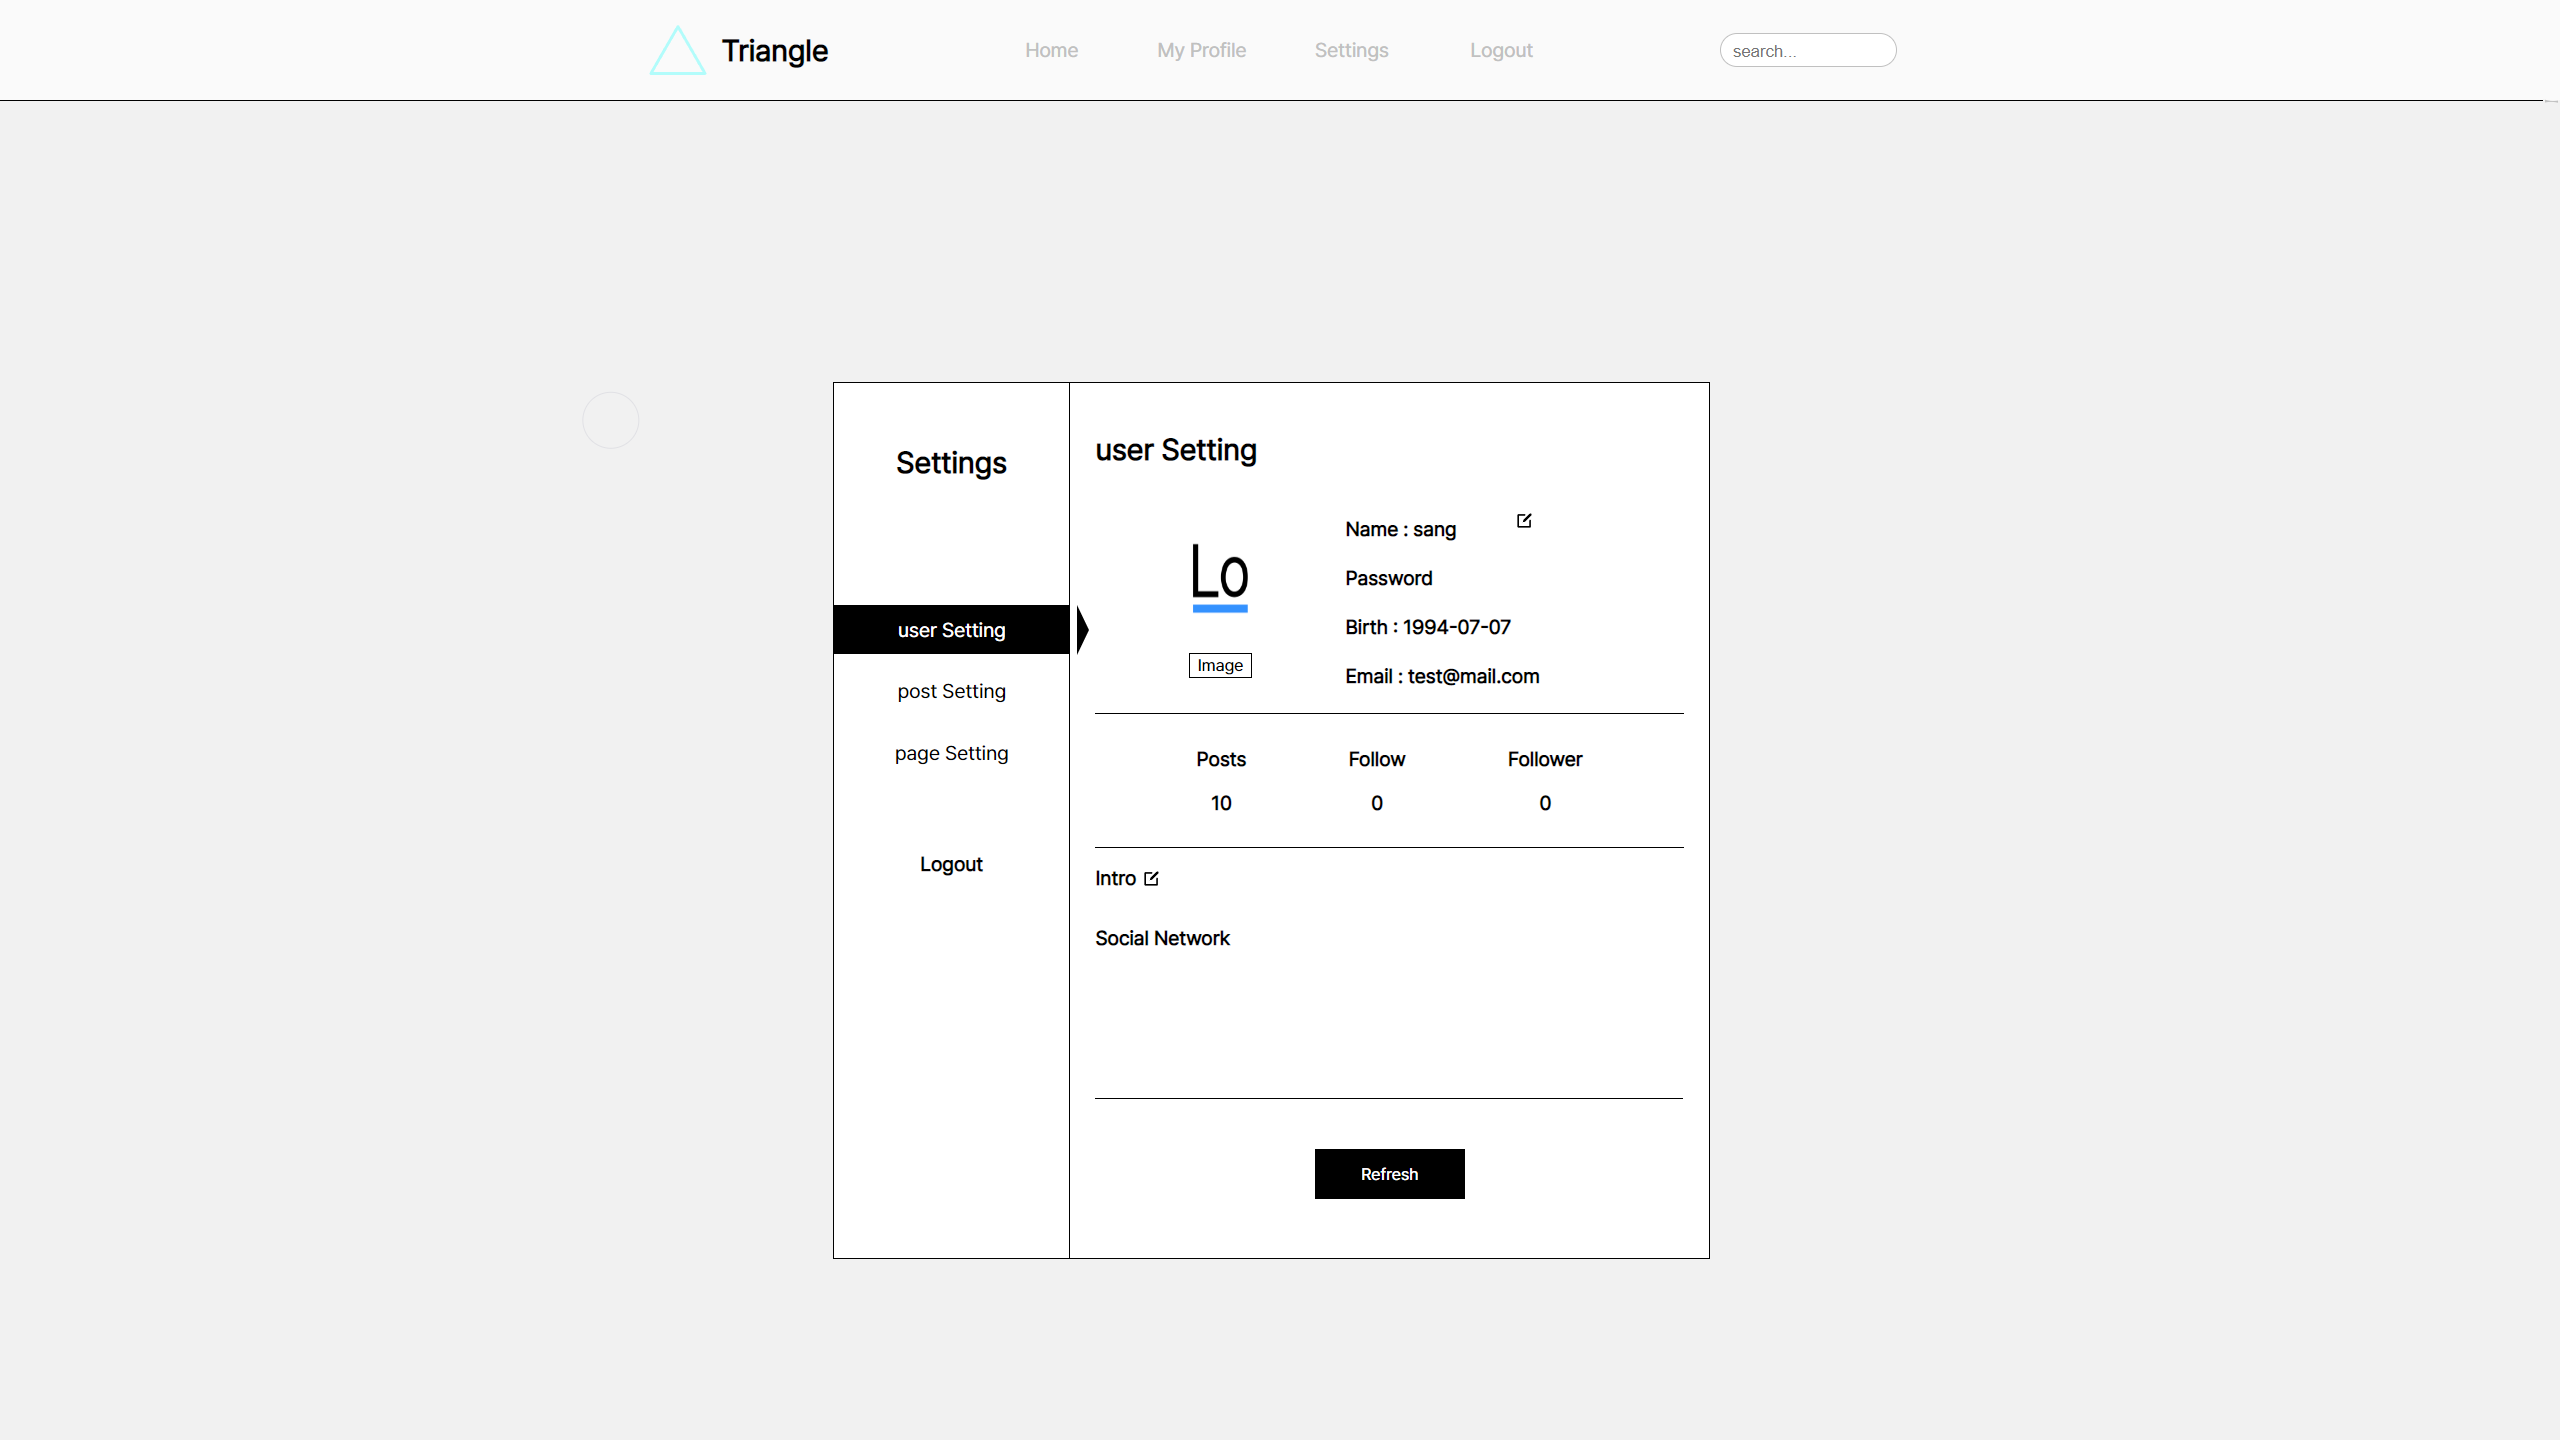 Triangle
Home
My Profile
Settings
Logout
search...
Settings
user Setting
post Setting
page Setting
Logout
user Setting
Lo
Image
Name : sang
Password
Birth : 1994-07-07
Email : test@mail.com
Posts
Follow
Follower
10
0
0
Intro
Social Network
Refresh